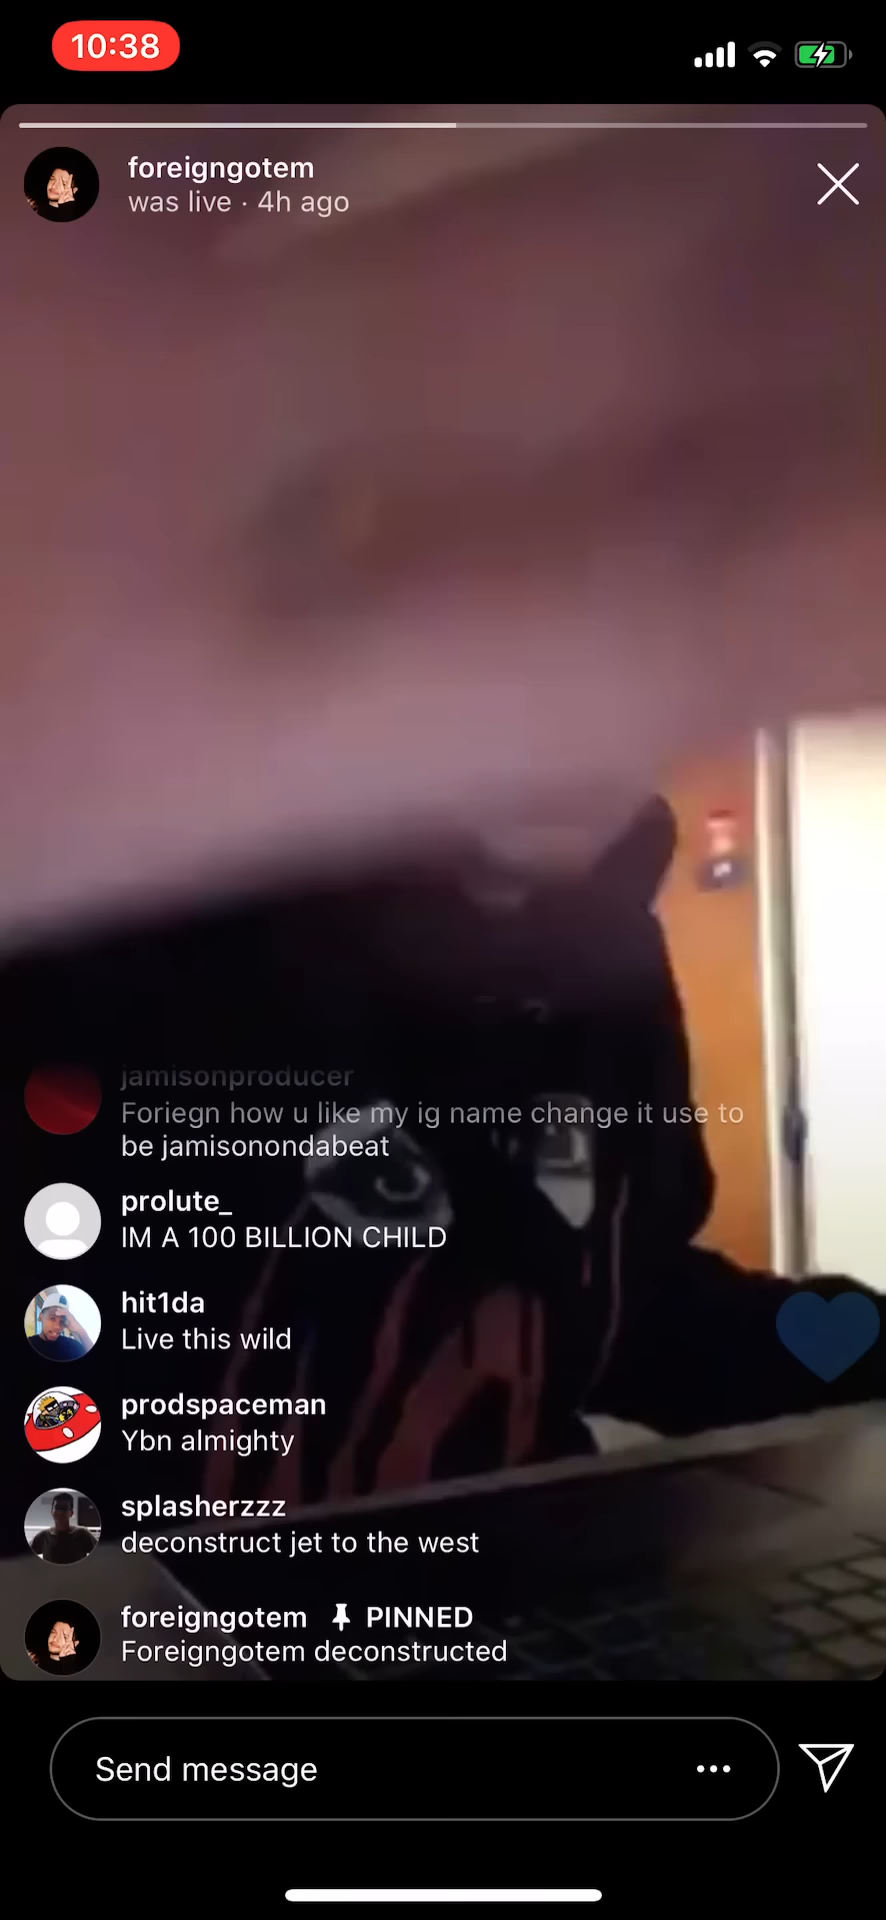 10:38
foreigngotem
was live · 4h ago
jamisonproducer
Foriegn how u like my ig name change it use to
be jamisonondabeat
prolute_
IM A 100 BILLION CHILD
hit1da
Live this wild
prodspaceman
Ybn almighty
splasherzzz
deconstruct jet to the west
foreigngotem PINNED
Foreigngotem deconstructed
Send message